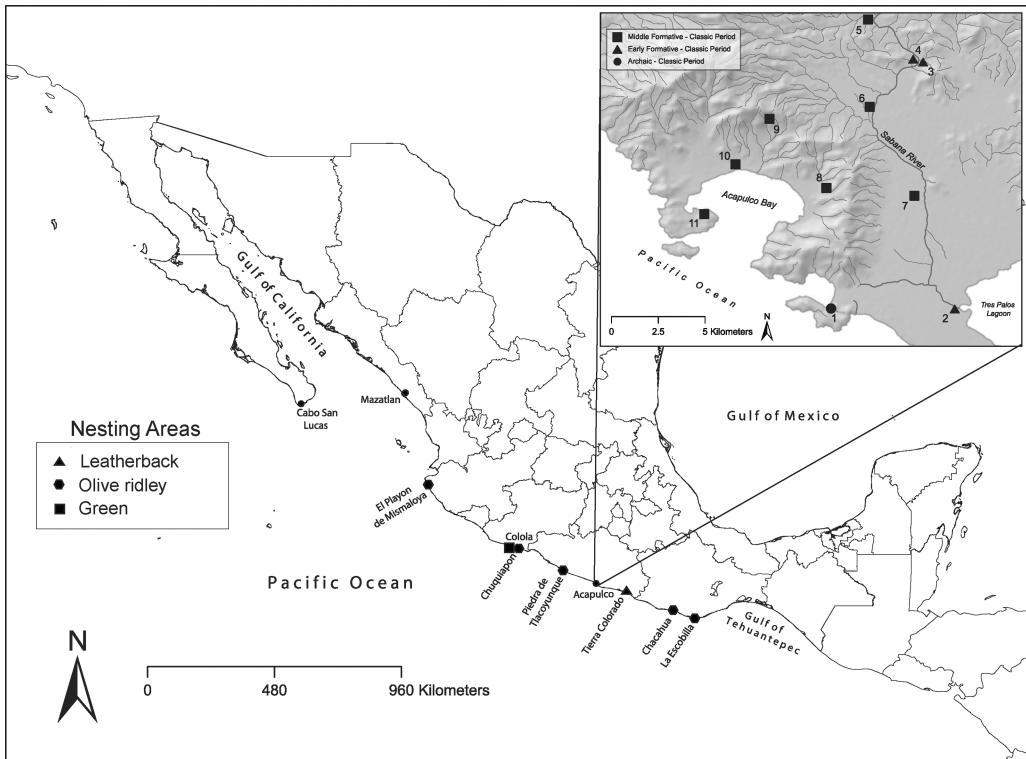 Middle Formative - Classic Period
Early Formative - Classic Period
Archaic - Classic Period
5
4
3
6
Sabana River
9
10
8
Acapulco Bay
7
11
Pacific Ocean
1
2
Tres Palos
Lagoon
N
0
2.5
5 Kilometers
Gulf of California
Mazatlan
Cabo San
Lucas
Gulf of Mexico
Nesting Areas
Leatherback
Olive ridley
Green
El Playon
de Mismaloya
Colola
Chuquiapon
Piedra de
Tlacoyunque
Acapulco
Tierra Colorado
Chacahua
La Escobilla
Gulf of
Tehuantepec
Pacific Ocean
N
0
480
960 Kilometers